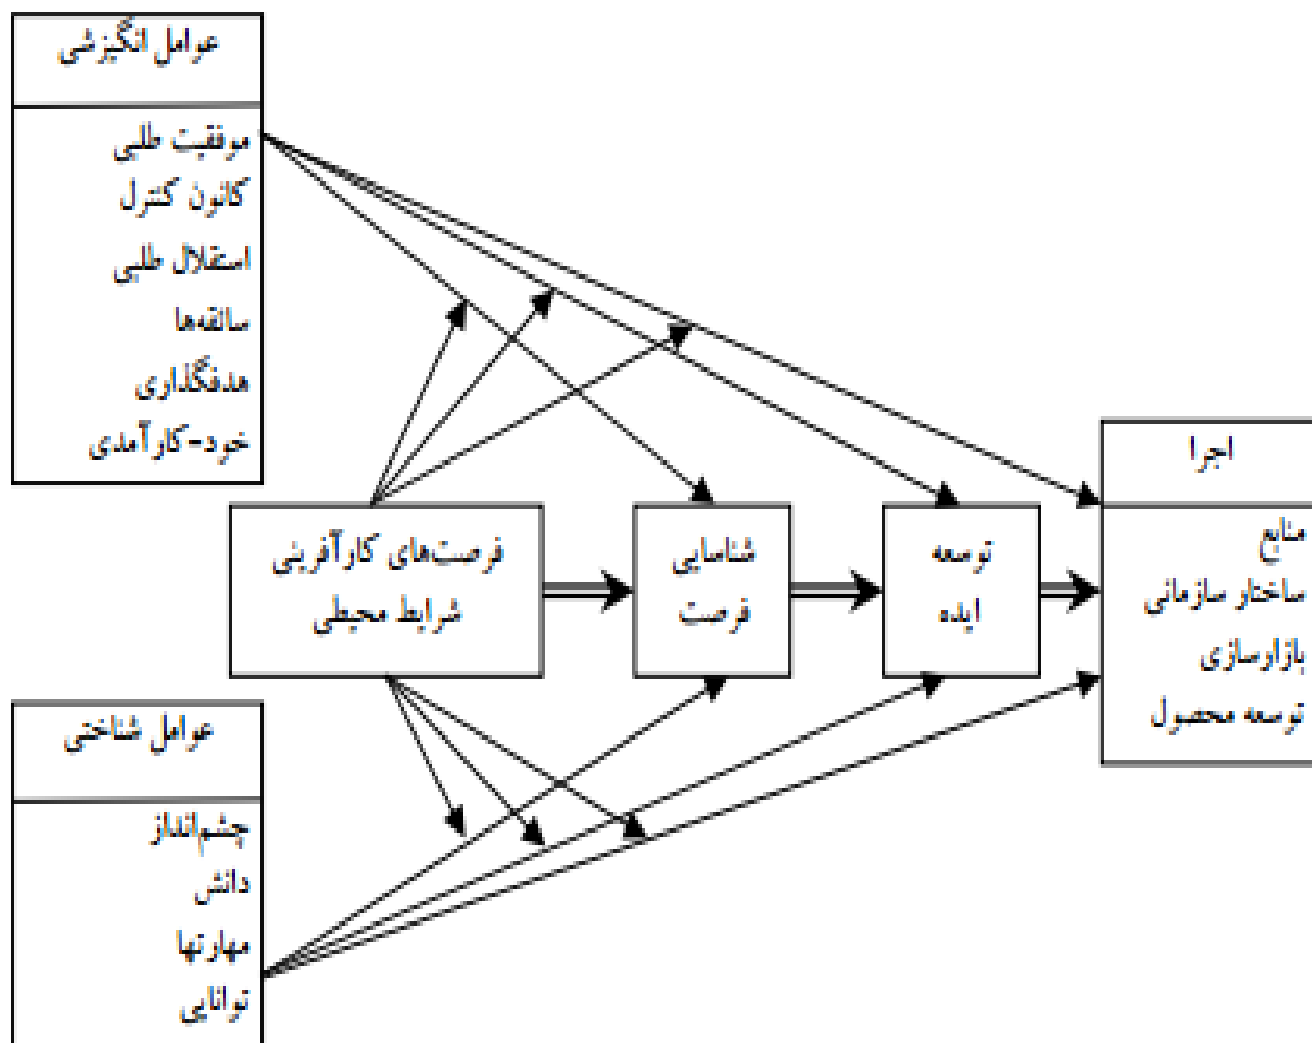 عوامل انگیزشی
موفقیت طلبی
کانون کنترل
استقلال طلبی
سائقه‌ها
هدفگذاری
خود-کارآمدی
فرصت‌های کارآفرینی
شرایط محیطی
شناسایی
فرصت
توسعه
ایده
اجرا
منابع
ساختار سازمانی
بازارسازی
توسعه محصول
عوامل شناختی
چشم‌انداز
دانش
مهارتها
توانایی